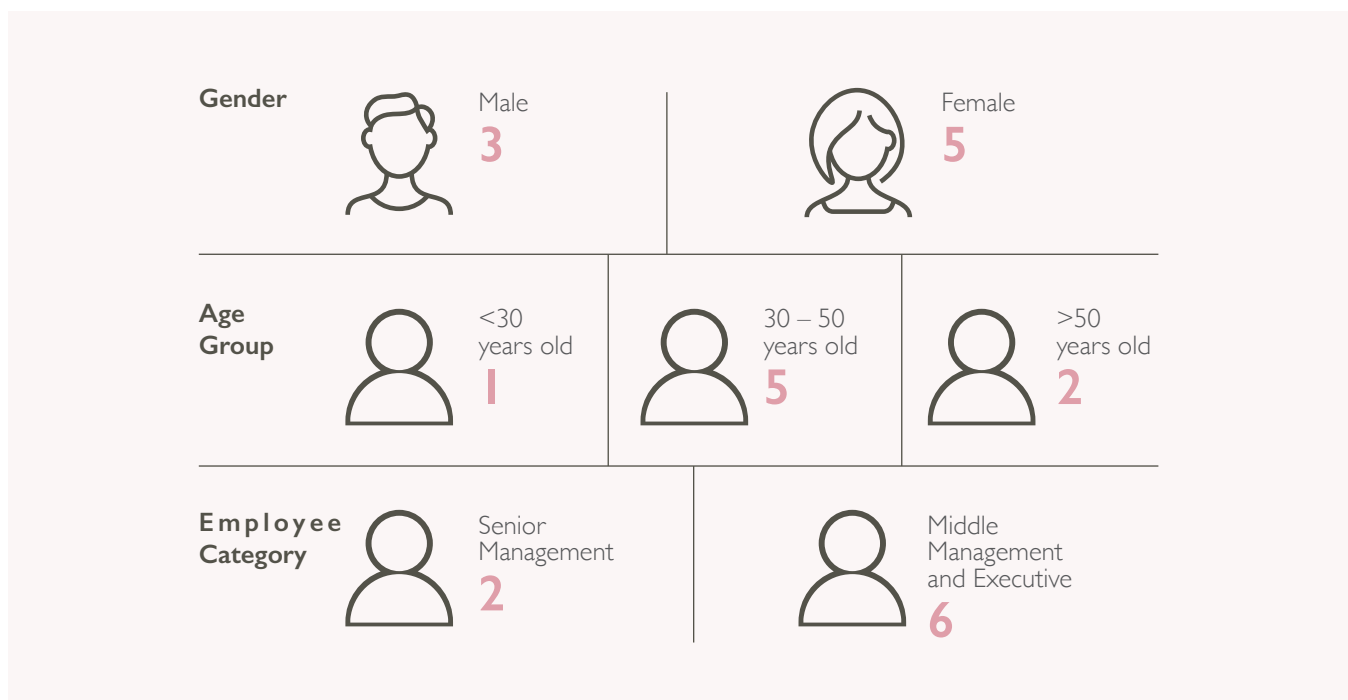 Gender
Male
3
Female
5
Age
Group
<30
years old
1
30 – 50
years old
5
>50
years old
2
Employee
Category
Senior
Management
2
Middle
Management
and Executive
6